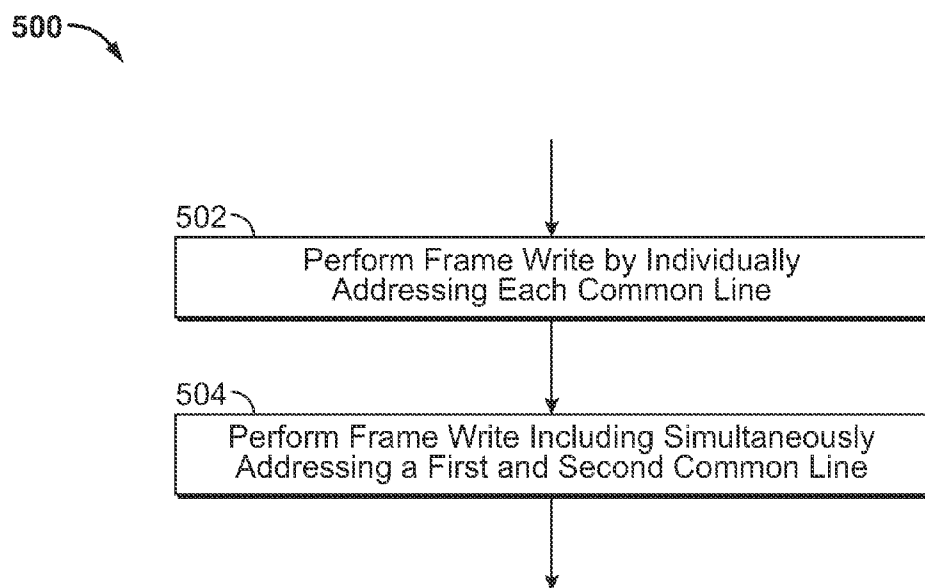 500
502
Perform Frame Write by Individually
Addressing Each Common Line
504
Perform Frame Write Including Simultaneously
Addressing a First and Second Common Line